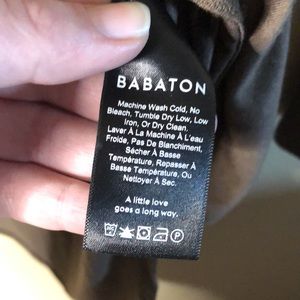 BABATON
Machine Wash Cold, No
Bleach, Tumble Dry Low, Low
Iron, Or Dry Clean.
Laver À La Machine À L'eau
Froide, Pas De Blanchiment,
Sécher À Basse
Température, Repasser À
Basse Température, Ou
Nettoyer À Sec.
A little love
goes a long way.